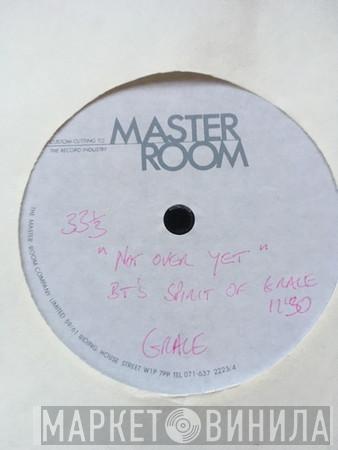 CUSTOM CUTTING TO
THE RECORD INDUSTRY
MASTER
ROOM
33⅓
"NOT OVER YET"
BT'S SPIRIT OF GRACE
11:30
GRACE
THE MASTER ROOM COMPANY LIMITED 59/61 RIDING HOUSE STREET W1P 7PP TEL 071-637 2223/4
МАРКЕТ ВИНИЛА